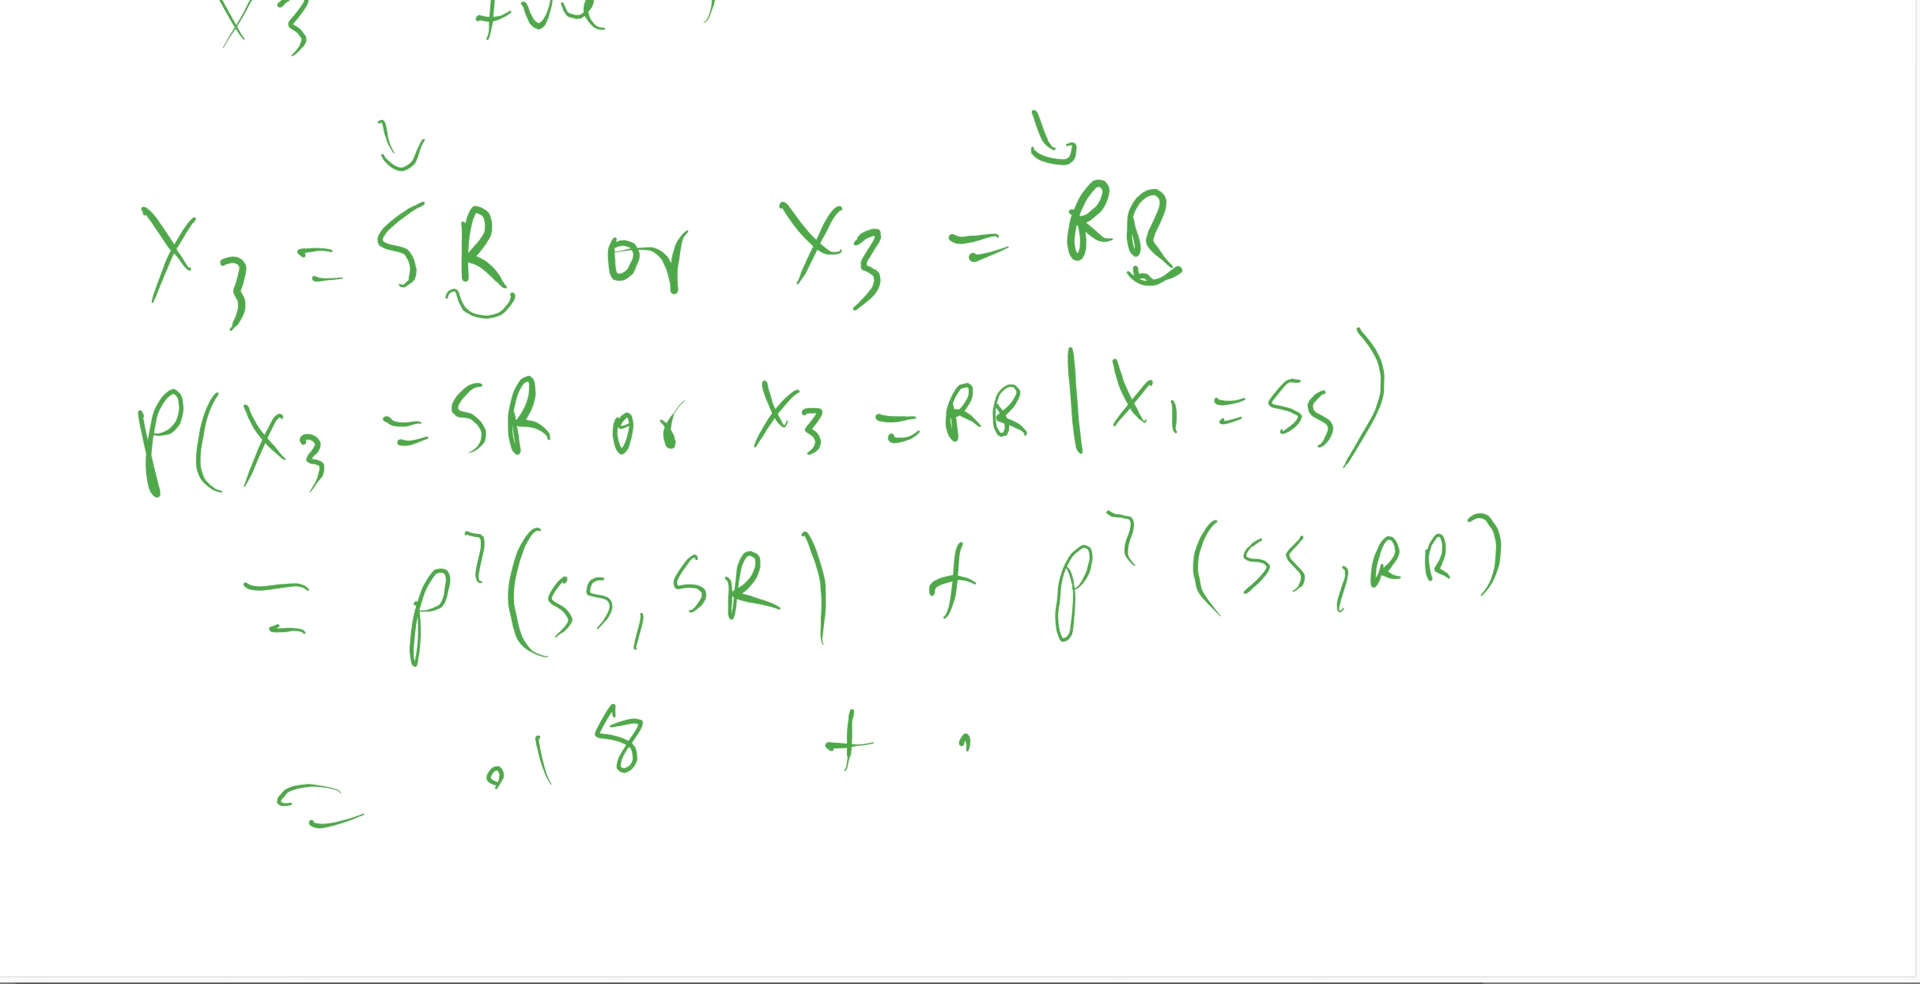 X₃ = SR or X₃ = RR
P(X₃ = SR or X₃ = RR | X₁ = SS)
= P²(SS, SR) + P²(SS, RR)
= .18 + .